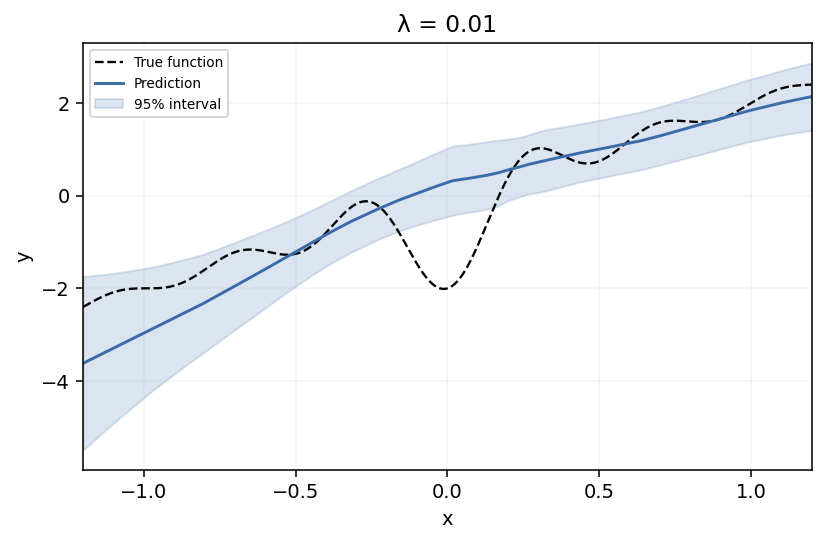 λ = 0.01
True function
Prediction
95% interval
y
2
0
−2
−4
−1.0
−0.5
0.0
0.5
1.0
x